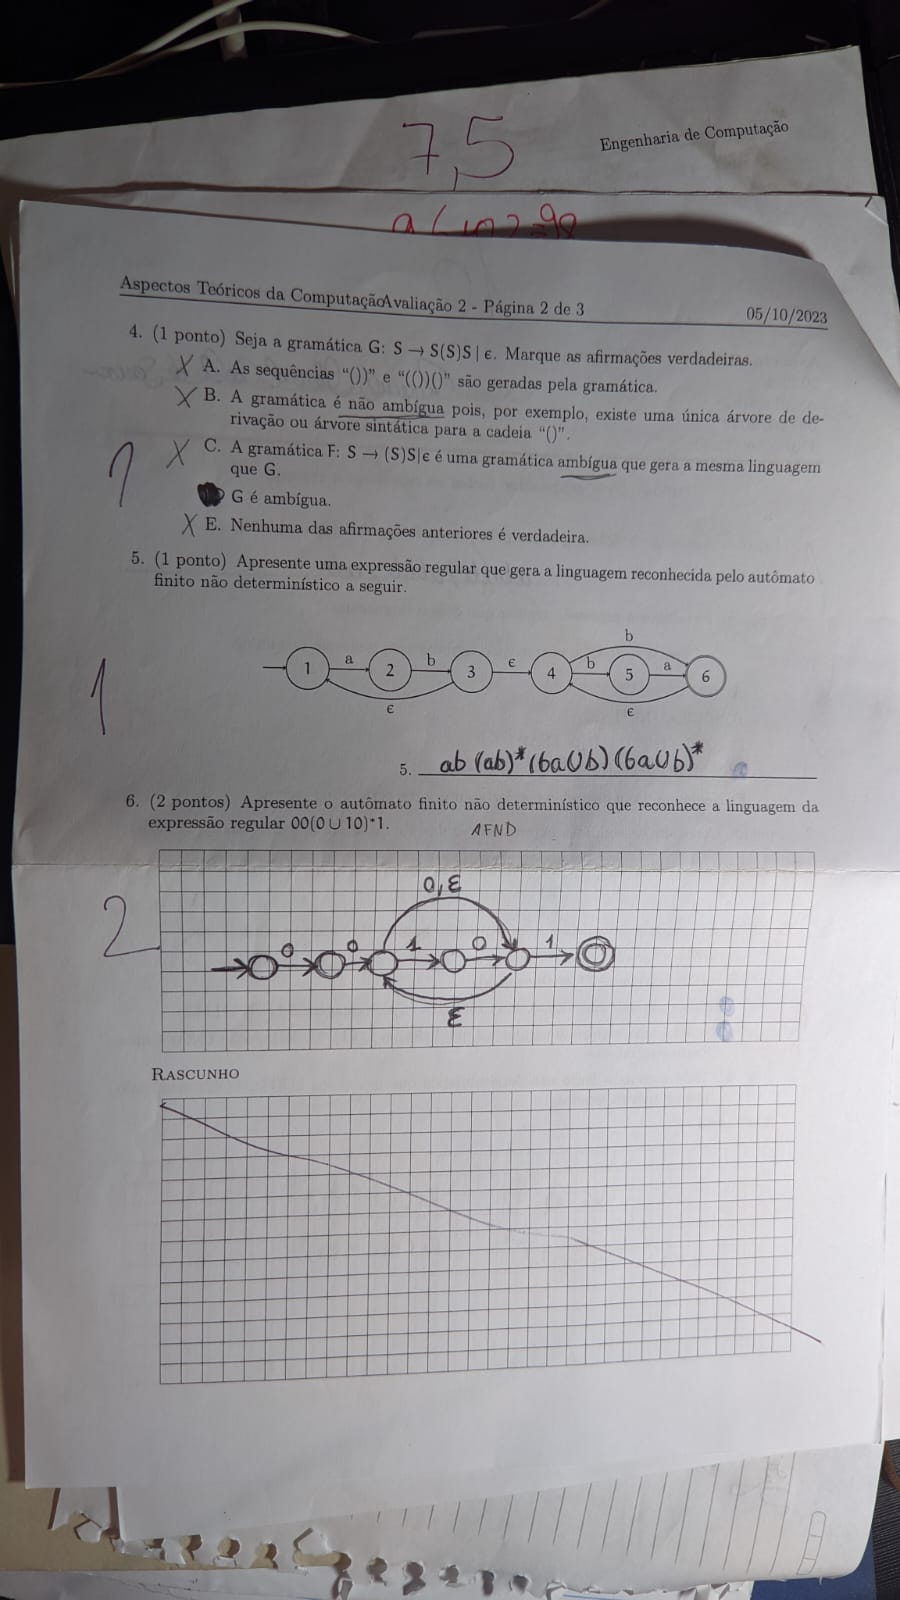 7,5
Engenharia de Computação
Aspectos Teóricos da ComputaçãoAvaliação 2 - Página 2 de 3
05/10/2023
4. (1 ponto) Seja a gramática G: S → S(S)S | ϵ. Marque as afirmações verdadeiras.
X A. As sequências “())” e “(())()” são geradas pela gramática.
X B. A gramática é não ambígua pois, por exemplo, existe uma única árvore de de-
rivação ou árvore sintática para a cadeia “()”.
1
X C. A gramática F: S → (S)S|ϵ é uma gramática ambígua que gera a mesma linguagem
que G.
G é ambígua.
X E. Nenhuma das afirmações anteriores é verdadeira.
5. (1 ponto) Apresente uma expressão regular que gera a linguagem reconhecida pelo autômato
finito não determinístico a seguir.
b
1 a 2 b 3 ϵ 4 b 5 a 6
ϵ ϵ
1
5. ab (ab)* (baUb) (baUb)*
6. (2 pontos) Apresente o autômato finito não determinístico que reconhece a linguagem da
expressão regular 00(0 ∪ 10)*1.
AFND
2
0,ε
0 0 1 0 1
ε
RASCUNHO